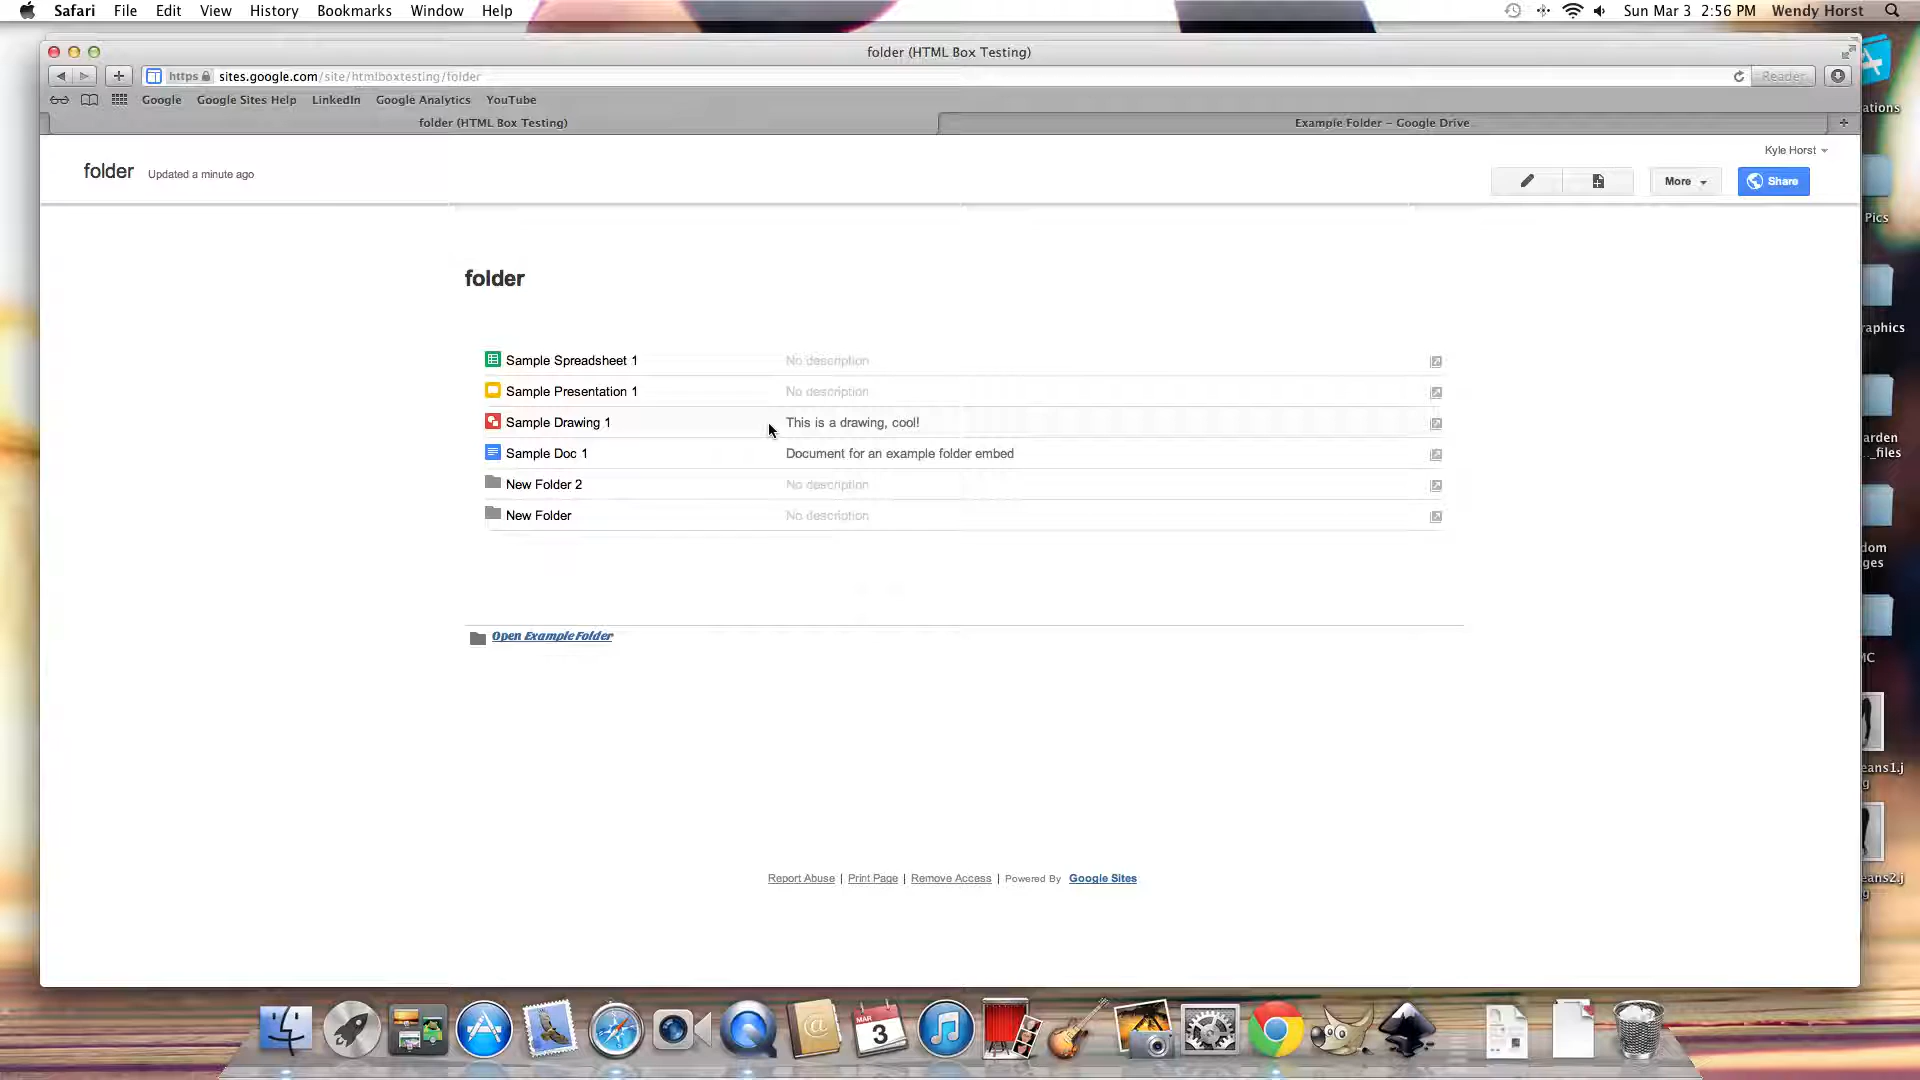 Safari File Edit View History Bookmarks Window Help Sun Mar 3 2:56 PM Wendy Horst
folder (HTML Box Testing)
https sites.google.com/site/htmlboxtesting/folder Reader
Google Google Sites Help LinkedIn Google Analytics YouTube
folder (HTML Box Testing) Example Folder – Google Drive
ations
Kyle Horst
folder Updated a minute ago More Share
Pics
folder
raphics
Sample Spreadsheet 1 No description
Sample Presentation 1 No description
Sample Drawing 1 This is a drawing, cool!
arden
Sample Doc 1 Document for an example folder embed
..._files
New Folder 2 No description
New Folder No description
dom
ges
Open Example Folder
IC
eans1.j
g
Report Abuse | Print Page | Remove Access | Powered By Google Sites
eans2.j
g
MAR
3